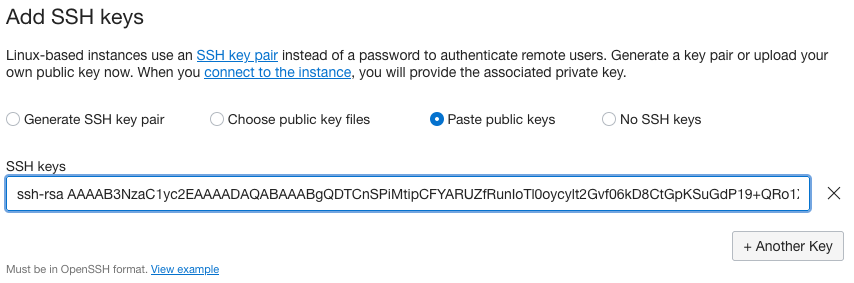 Add SSH keys
Linux-based instances use an SSH key pair instead of a password to authenticate remote users. Generate a key pair or upload your
own public key now. When you connect to the instance, you will provide the associated private key.
Generate SSH key pair
Choose public key files
Paste public keys
No SSH keys
SSH keys
ssh-rsa AAAAB3NzaC1yc2EAAAADAQABAAABgQDTCnSPiMtipCFYARUZfRunIoTl0oycylt2Gvf06kD8CtGpKSuGdP19+QRo1
+ Another Key
Must be in OpenSSH format. View example